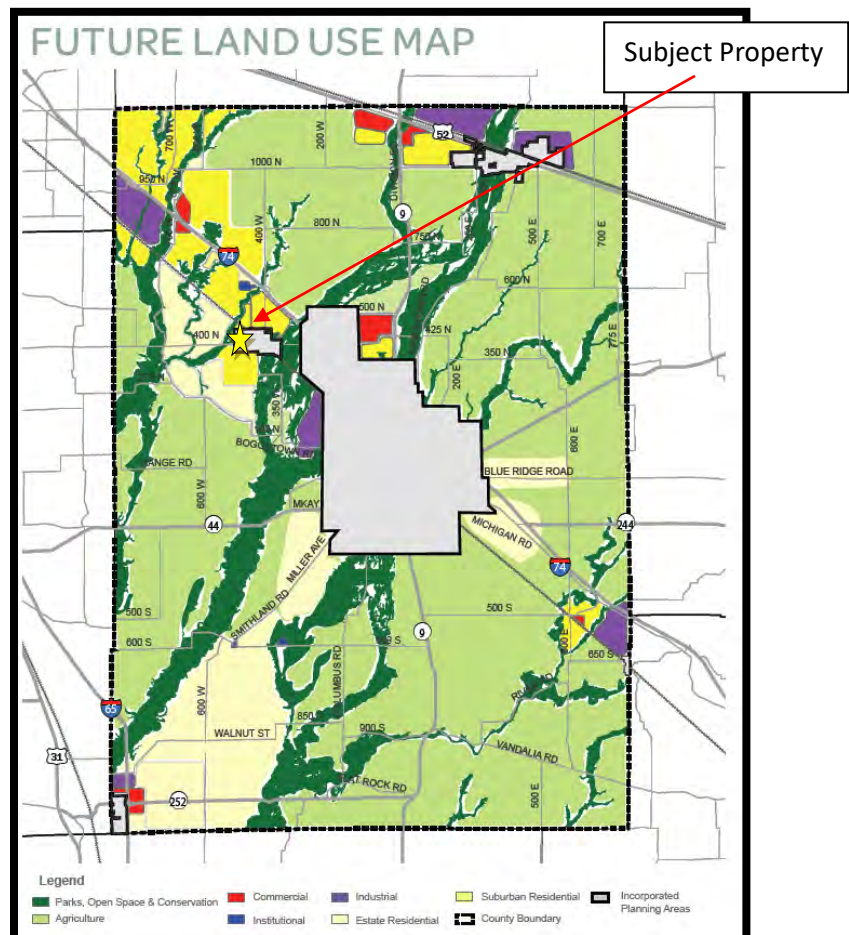 FUTURE LAND USE MAP
Subject Property
52
700 W
200 W
1000 N
950 N
9
800 N
400 W
750 N
500 E
700 E
74
600 N
500 N
400 N
425 N
350 N
775 E
200 E
350 W
600 E
BLUE RIDGE ROAD
600 W
MKAY
44
MICHIGAN RD
244
MILLER AVE
74
500 S
SMITHLAND RD
500 S
600 S
9
650 S
65
600 W
850 S
WALNUT ST
900 S
31
VANDALIA RD
252
500 E
Legend
Parks, Open Space & Conservation
Commercial
Industrial
Suburban Residential
Incorporated
Planning Areas
Agriculture
Institutional
Estate Residential
County Boundary